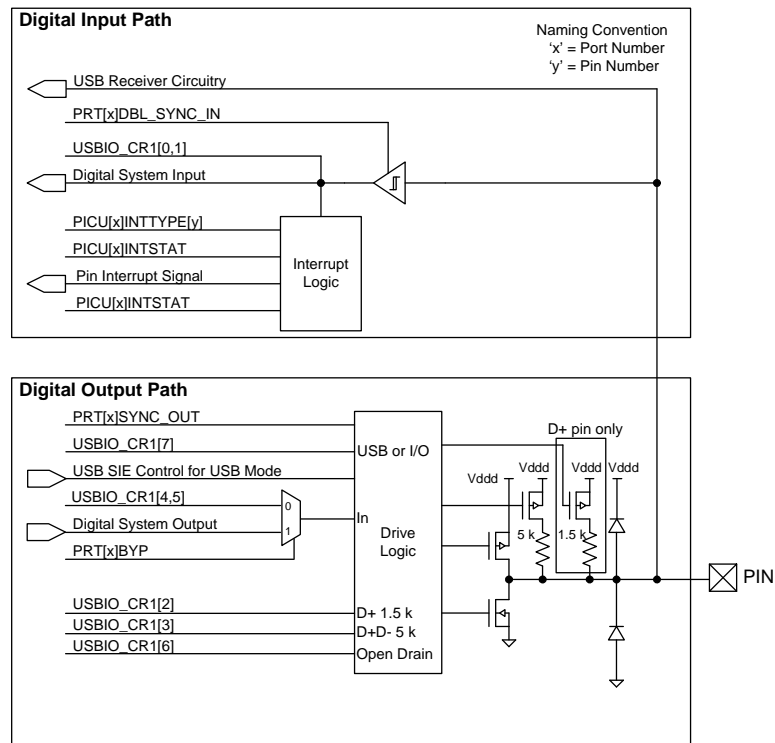 Digital Input Path
Naming Convention
'x' = Port Number
'y' = Pin Number
USB Receiver Circuitry
PRT[x]DBL_SYNC_IN
USBIO_CR1[0,1]
Digital System Input
PICU[x]INTTYPE[y]
PICU[x]INTSTAT
Pin Interrupt Signal
PICU[x]INTSTAT
Interrupt
Logic
Digital Output Path
PRT[x]SYNC_OUT
USBIO_CR1[7]
USB SIE Control for USB Mode
USBIO_CR1[4,5]
Digital System Output
PRT[x]BYP
0
1
USB or I/O
In
Drive
Logic
USBIO_CR1[2]
USBIO_CR1[3]
USBIO_CR1[6]
D+ 1.5 k
D+D- 5 k
Open Drain
D+ pin only
Vddd
Vddd
Vddd
Vddd
5 k
1.5 k
PIN